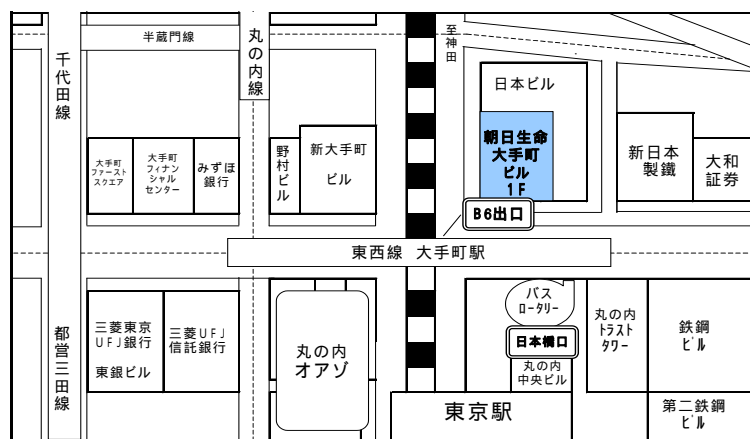 半蔵門線
丸の内線
至神田
千代田線
日本ビル
朝日生命
大手町
ビル
1F
大手町
ファースト
スクエア
大手町
フィナン
シャル
センター
みずほ
銀行
野村ビル
新大手町
ビル
新日本
製鐵
大和
証券
B6出口
東西線 大手町駅
都営三田線
三菱東京
UFJ銀行
東銀ビル
三菱UFJ
信託銀行
丸の内
オアゾ
バス
ロータリー
日本橋口
丸の内
中央ビル
丸の内
トラスト
タワー
鉄鋼
ビル
東京駅
第二鉄鋼
ビル